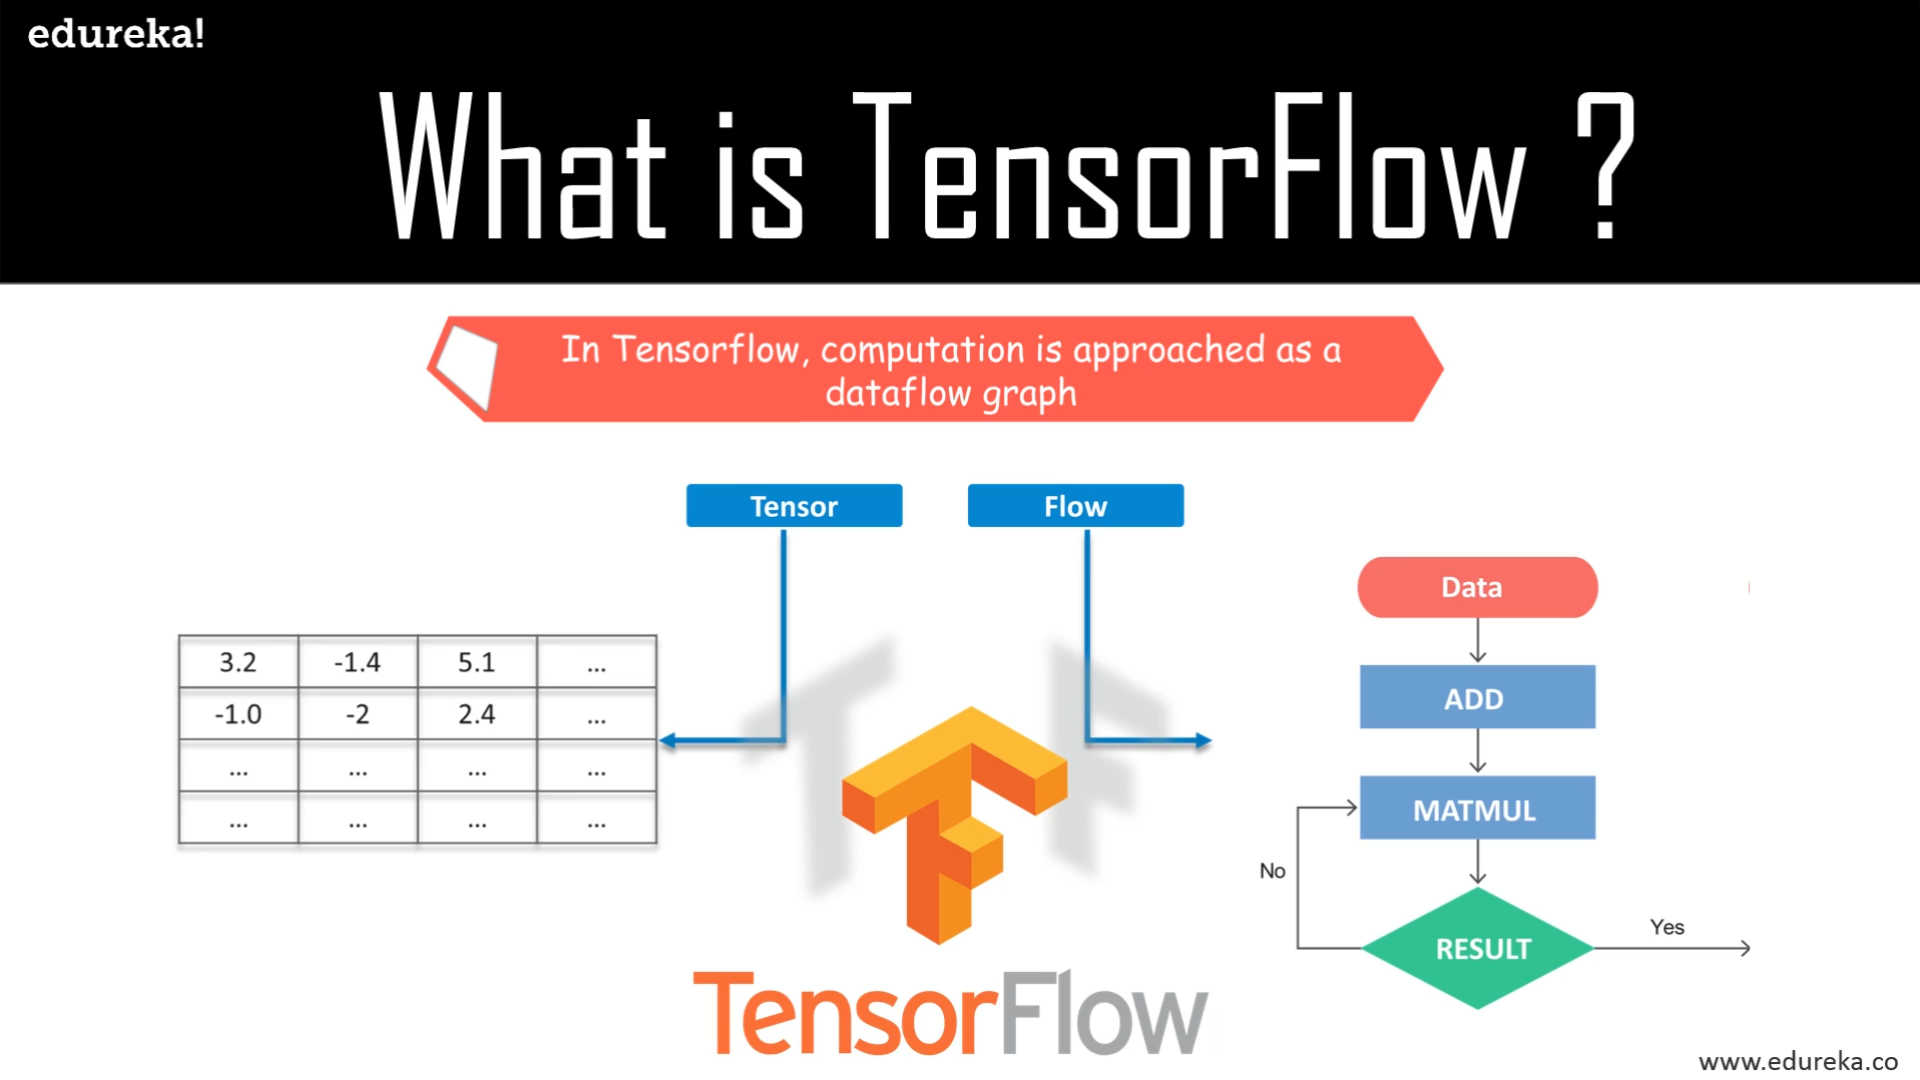 edureka!
What is TensorFlow ?
In Tensorflow, computation is approached as a
dataflow graph
Tensor
Flow
3.2 -1.4 5.1 ...
-1.0 -2 2.4 ...
... ... ... ...
... ... ... ...
Data
ADD
MATMUL
No
RESULT
Yes
TensorFlow
www.edureka.co